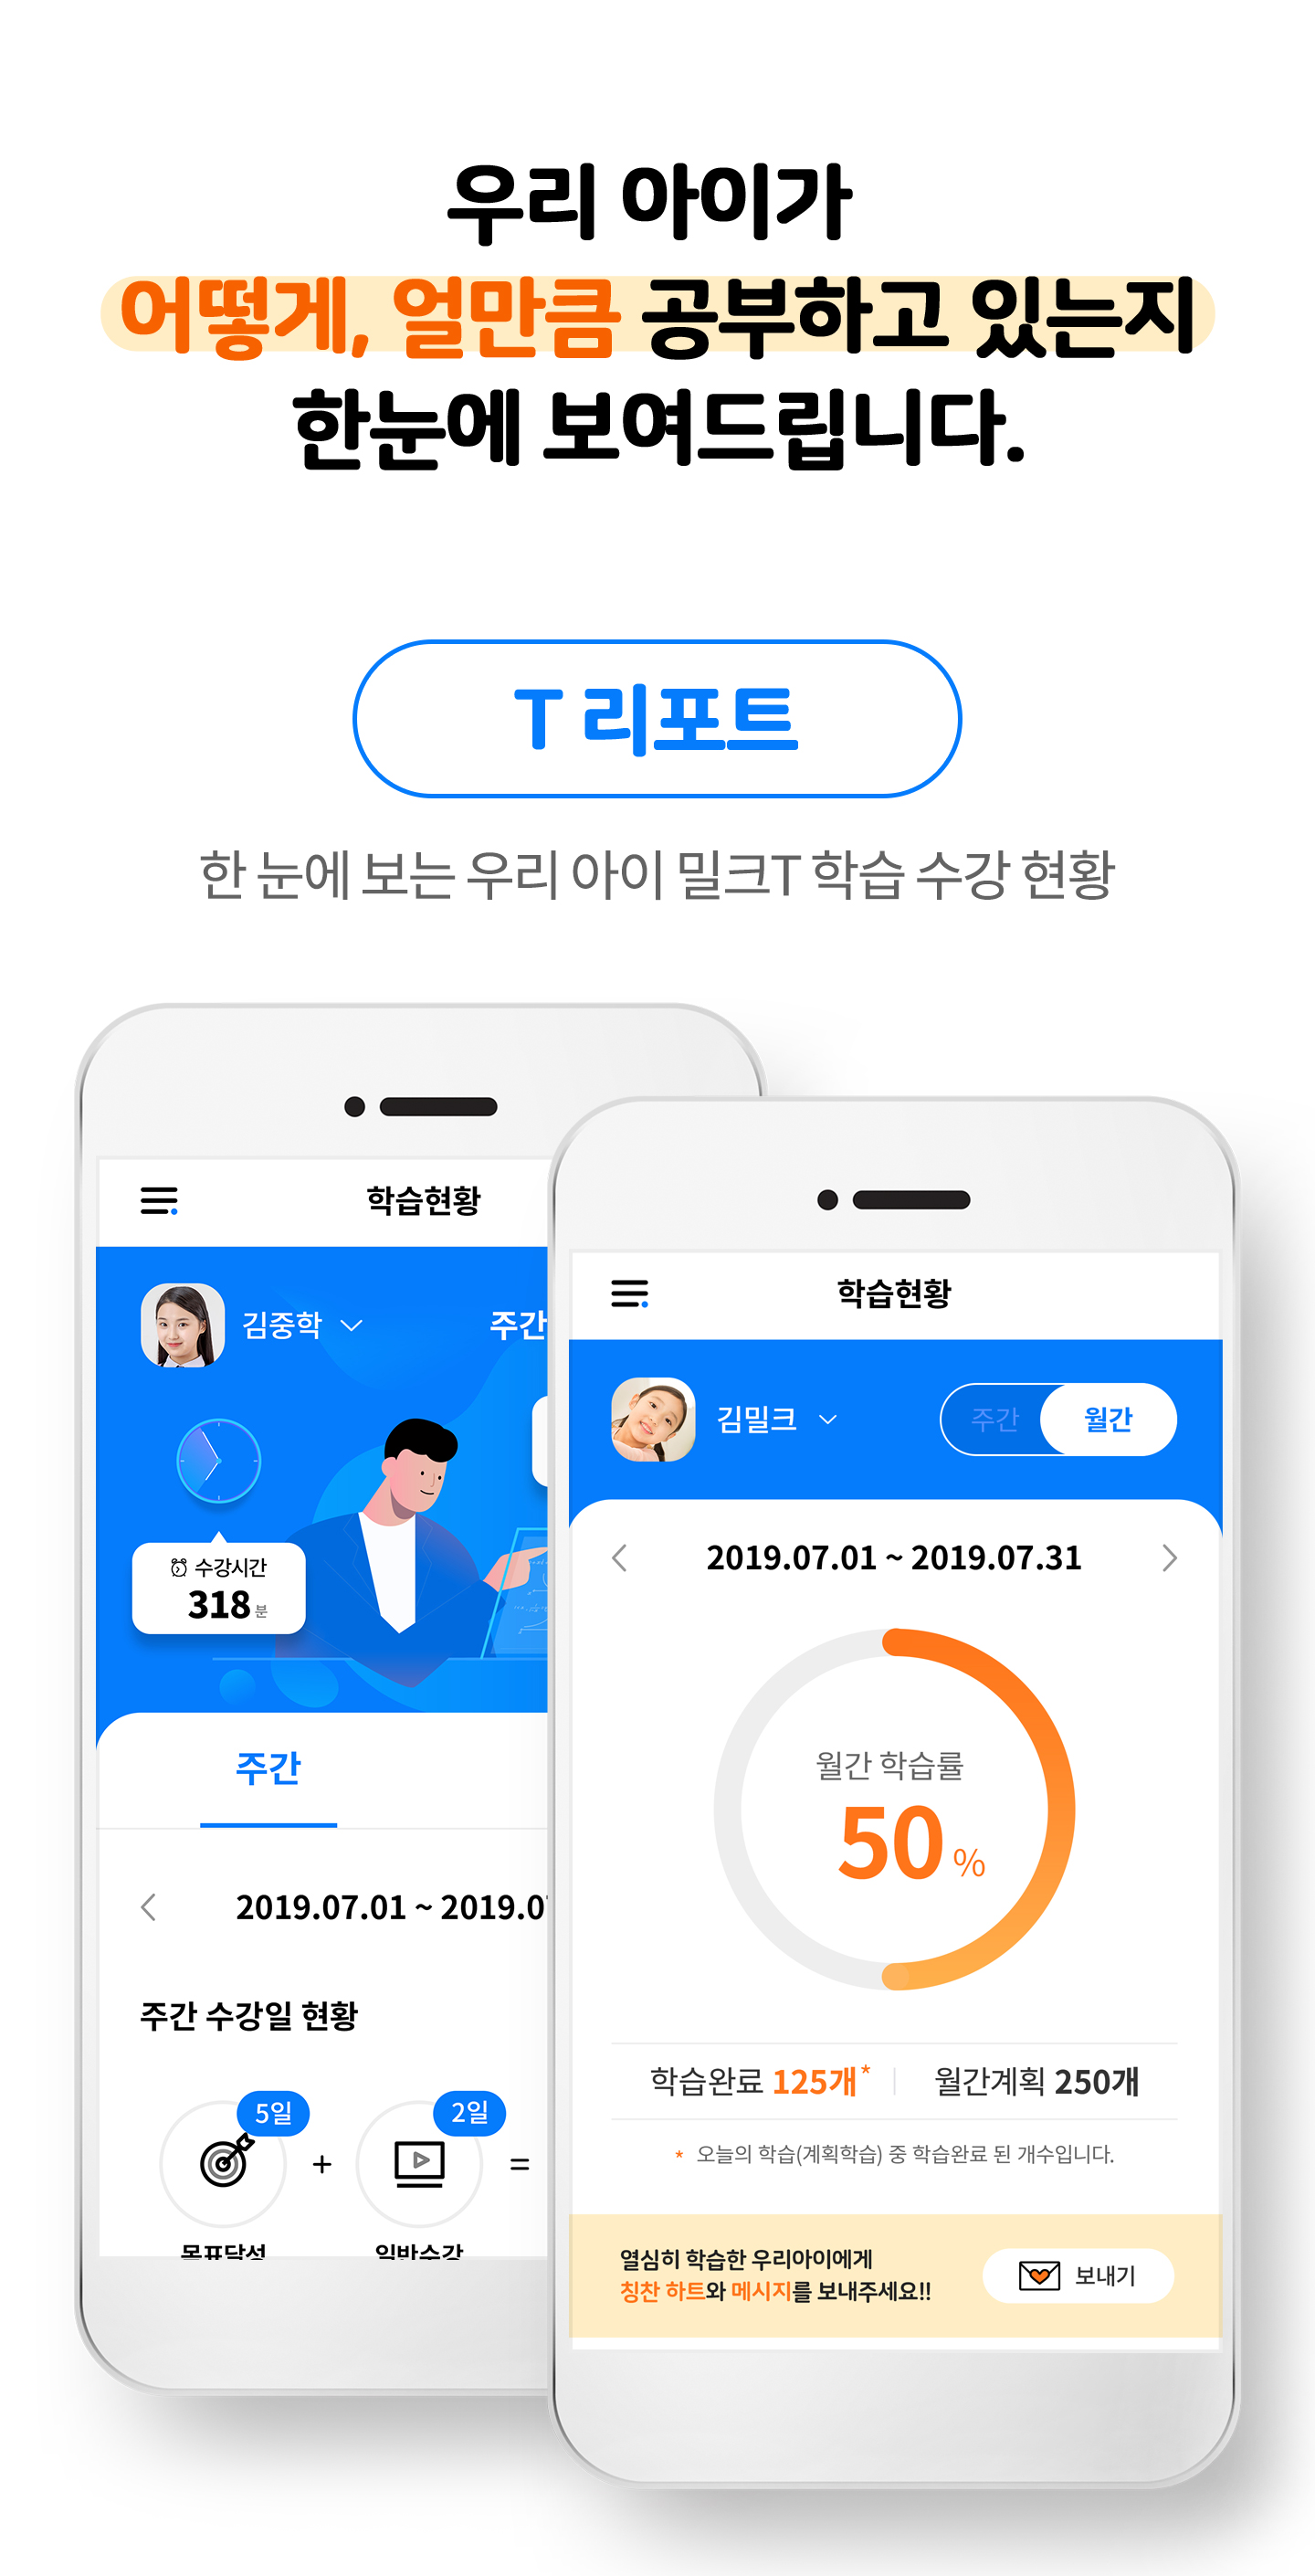 우리 아이가
어떻게, 얼만큼 공부하고 있는지
한눈에 보여드립니다.
T 리포트
한 눈에 보는 우리 아이 밀크T 학습 수강 현황
학습현황
김중학
주간
수강시간
318 분
주간
2019.07.01 ~ 2019.0
주간 수강일 현황
5일
+
2일
=
목표달성
일반수강
학습현황
김밀크
주간 월간
2019.07.01 ~ 2019.07.31
월간 학습률
50 %
학습완료 125개* 월간계획 250개
* 오늘의 학습(계획학습) 중 학습완료 된 개수입니다.
열심히 학습한 우리아이에게
칭찬 하트와 메시지를 보내주세요!!
보내기